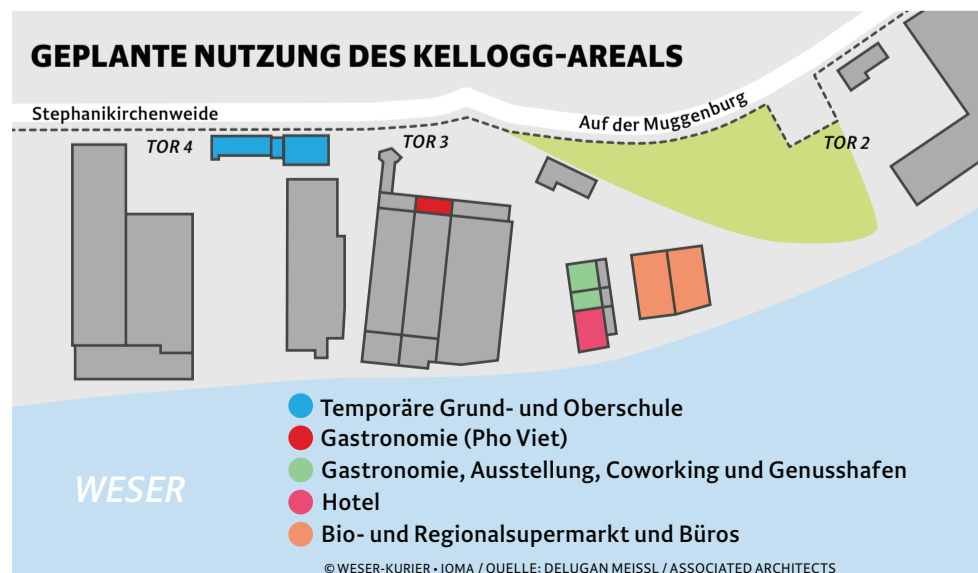 GEPLANTE NUTZUNG DES KELLOGG-AREALS
Stephanikirchenweide
Auf der Muggenburg
TOR 4
TOR 3
TOR 2
Temporäre Grund- und Oberschule
Gastronomie (Pho Viet)
Gastronomie, Ausstellung, Coworking und Genusshafen
WESER
Hotel
Bio- und Regionalsupermarkt und Büros
© WESER-KURIER • JOMA / QUELLE: DELUGAN MEISSL / ASSOCIATED ARCHITECTS